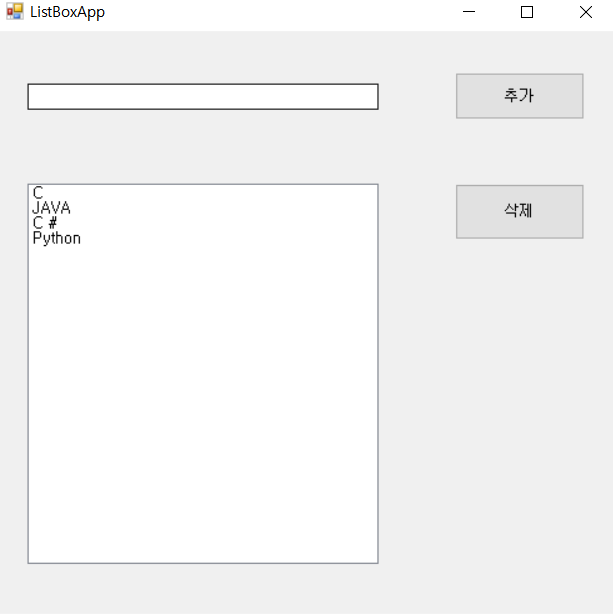 ListBoxApp
추가
C
JAVA
C #
Python
삭제